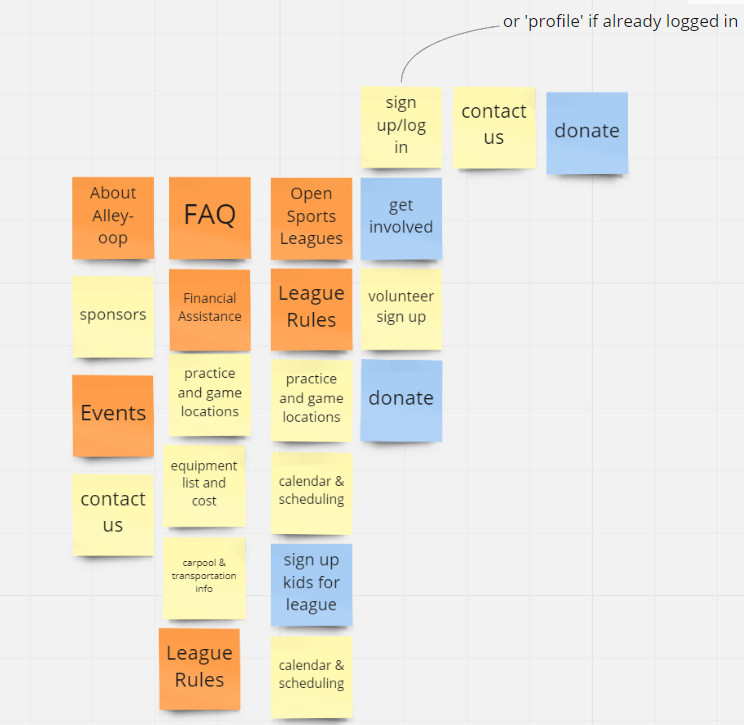 or 'profile' if already logged in
sign
up/log
in
contact
us
donate
About
Alley-
oop
FAQ
Open
Sports
Leagues
get
involved
sponsors
Financial
Assistance
League
Rules
volunteer
sign up
Events
practice
and game
locations
practice
and game
locations
donate
contact
us
equipment
list and
cost
calendar &
scheduling
carpool &
transportation
info
sign up
kids for
league
League
Rules
calendar &
scheduling